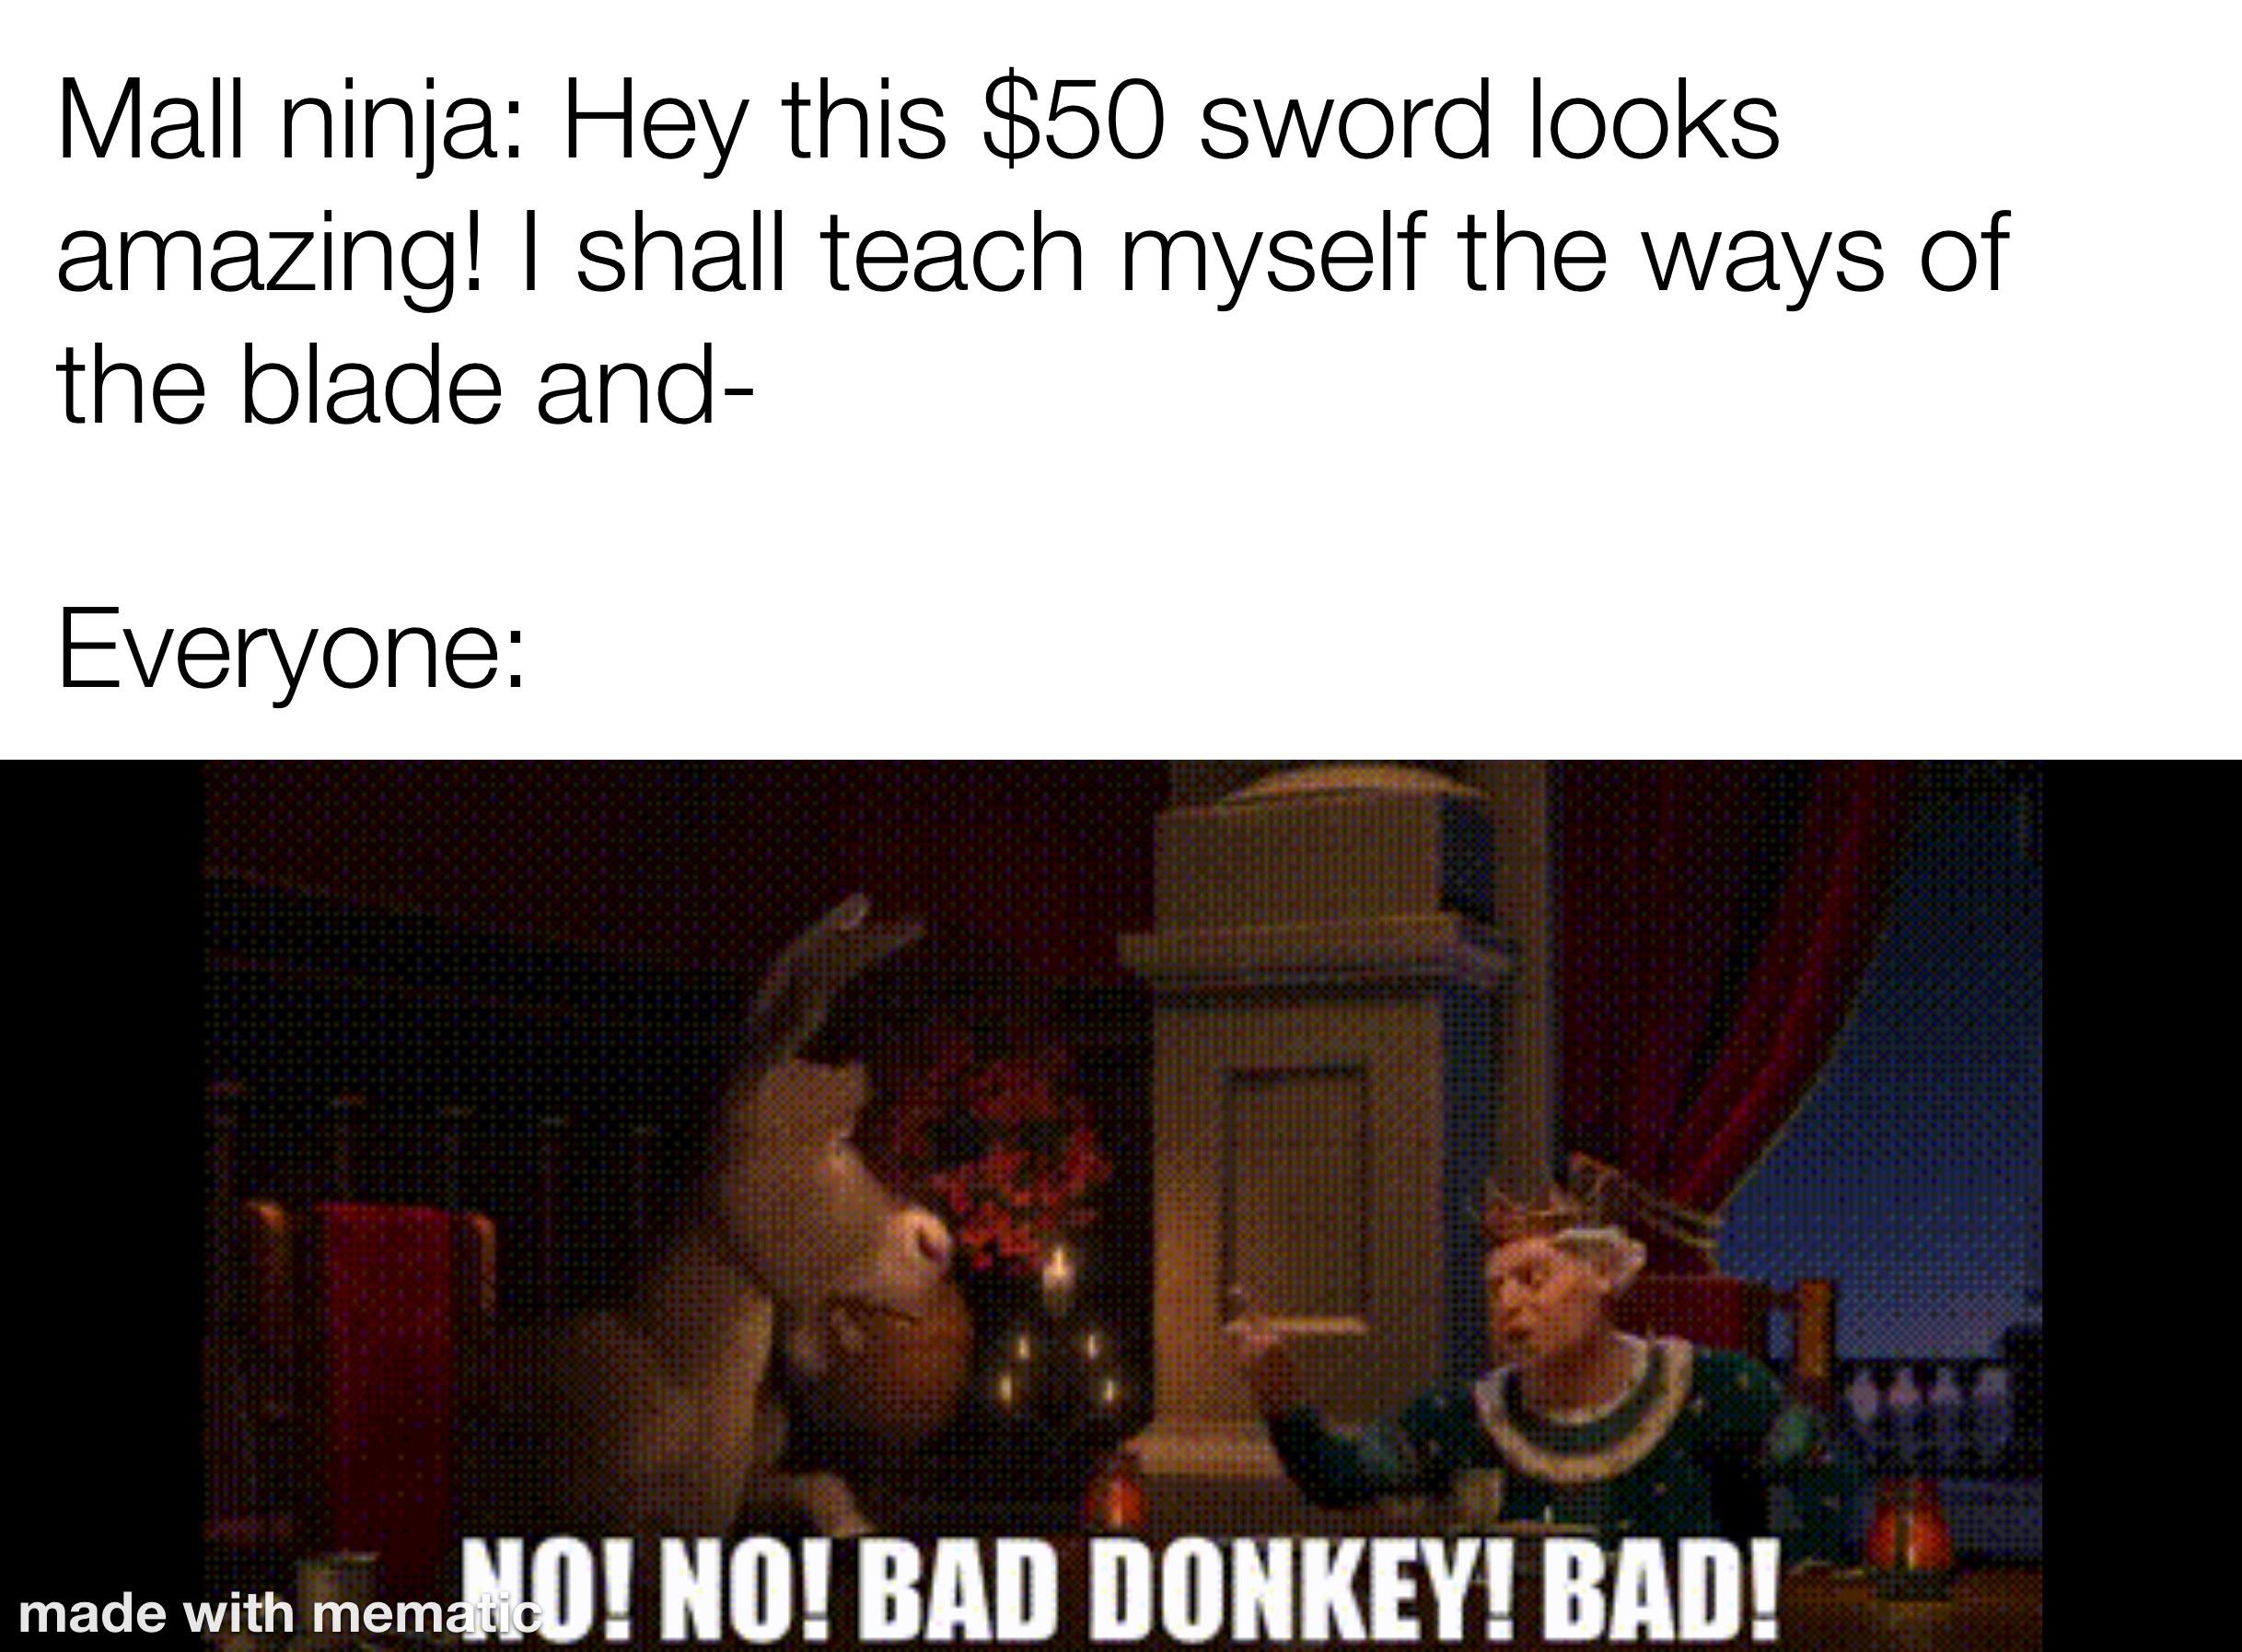 Mall ninja: Hey this $50 sword looks
amazing! I shall teach myself the ways of
the blade and-
Everyone:
NO! NO! BAD DONKEY! BAD!
made with mematic